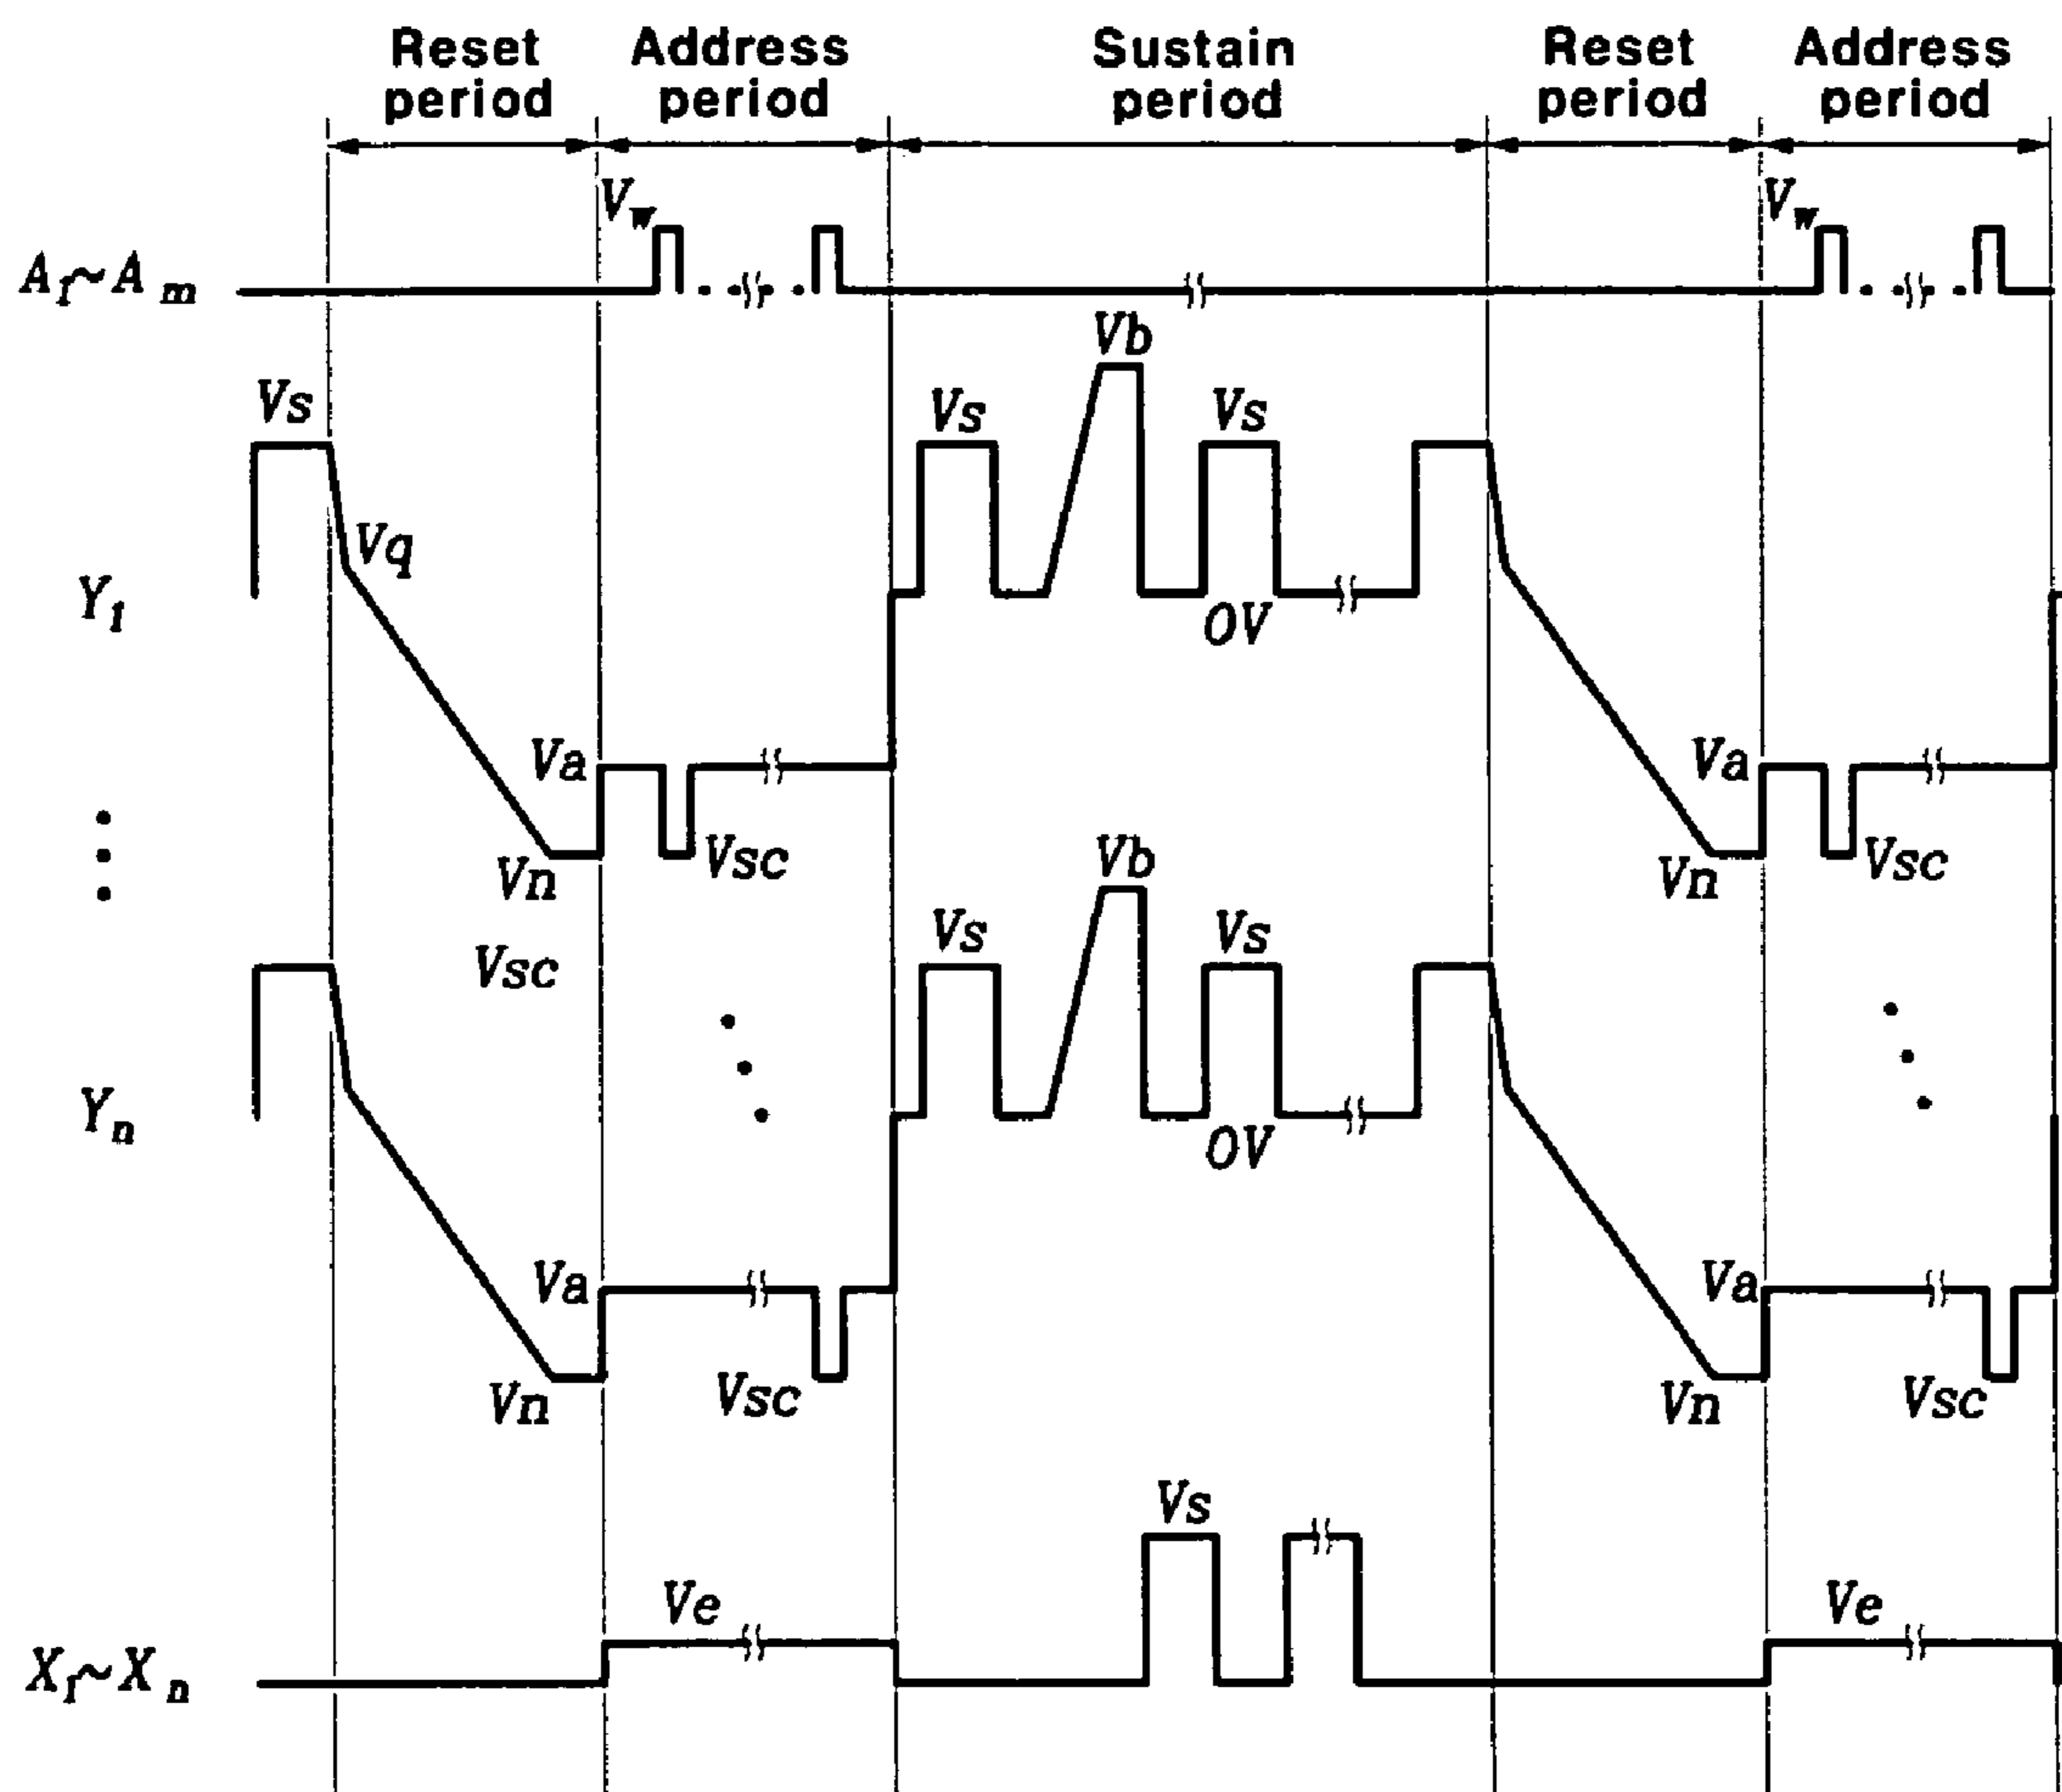 Reset period
Address period
Sustain period
Reset period
Address period
Vw
Vw
A1~Am
Vb
Vs
Vs
Vs
Vq
Y1
OV
Va
Va
Vn
Vsc
Vb
Vn
Vsc
Vs
Vs
Vsc
Yn
OV
Va
Va
Vn
Vsc
Vn
Vsc
Vs
Ve
Ve
X1~Xn